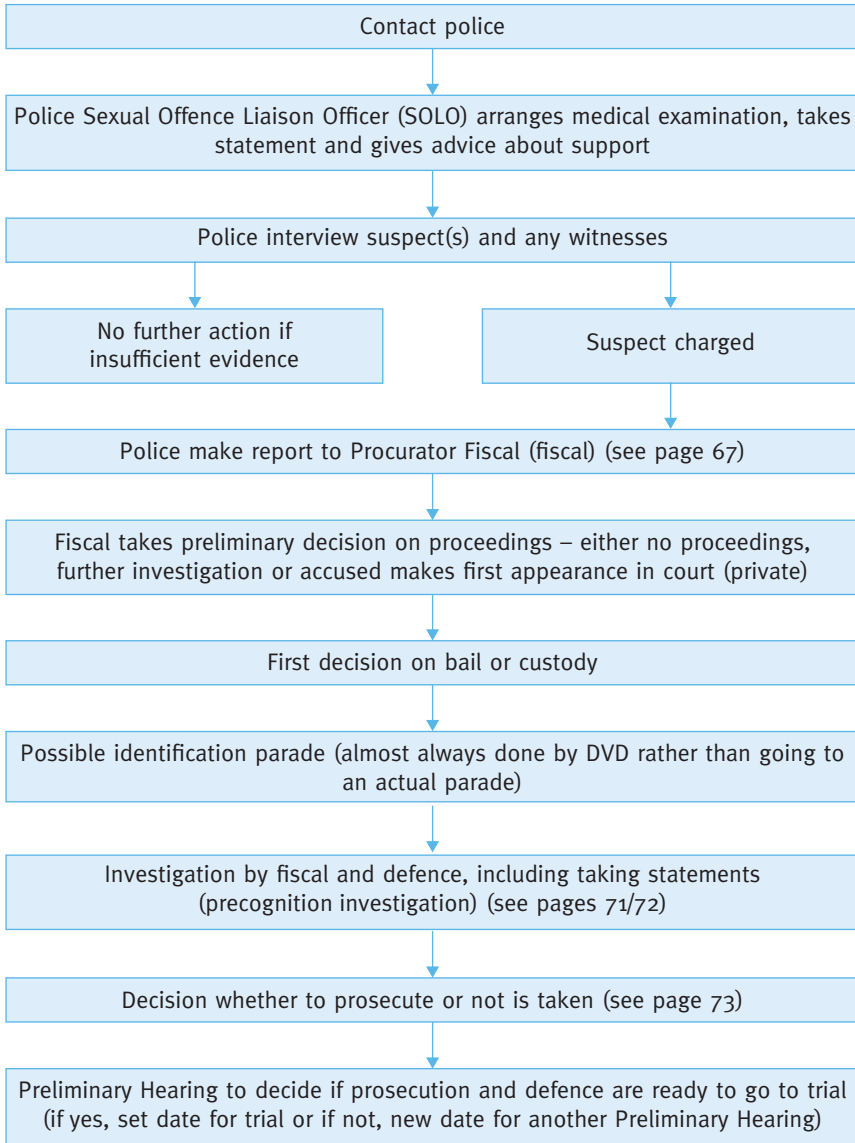 Contact police
Police Sexual Offence Liaison Officer (SOLO) arranges medical examination, takes
statement and gives advice about support
Police interview suspect(s) and any witnesses
No further action if
insufficient evidence
Suspect charged
Police make report to Procurator Fiscal (fiscal) (see page 67)
Fiscal takes preliminary decision on proceedings – either no proceedings,
further investigation or accused makes first appearance in court (private)
First decision on bail or custody
Possible identification parade (almost always done by DVD rather than going to
an actual parade)
Investigation by fiscal and defence, including taking statements
(precognition investigation) (see pages 71/72)
Decision whether to prosecute or not is taken (see page 73)
Preliminary Hearing to decide if prosecution and defence are ready to go to trial
(if yes, set date for trial or if not, new date for another Preliminary Hearing)